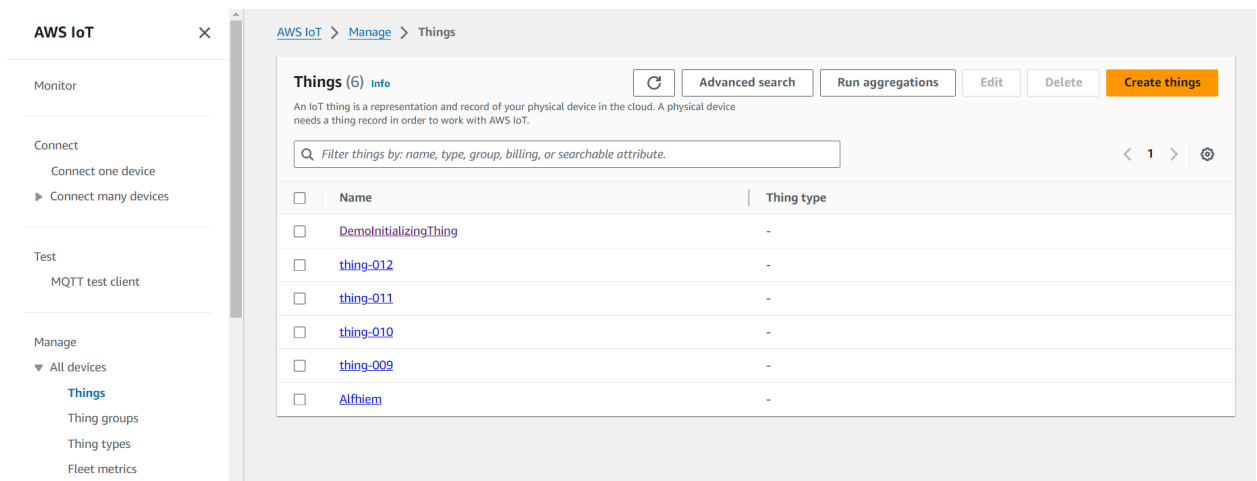 AWS IoT
Monitor
Connect
Connect one device
Connect many devices
Test
MQTT test client
Manage
All devices
Things
Thing groups
Thing types
Fleet metrics
AWS IoT > Manage > Things
Things (6) Info
Advanced search
Run aggregations
Edit
Delete
Create things
An IoT thing is a representation and record of your physical device in the cloud. A physical device
needs a thing record in order to work with AWS IoT.
Filter things by: name, type, group, billing, or searchable attribute.
< 1 >
Name Thing type
DemoInitializingThing -
thing-012 -
thing-011 -
thing-010 -
thing-009 -
Alfhiem -